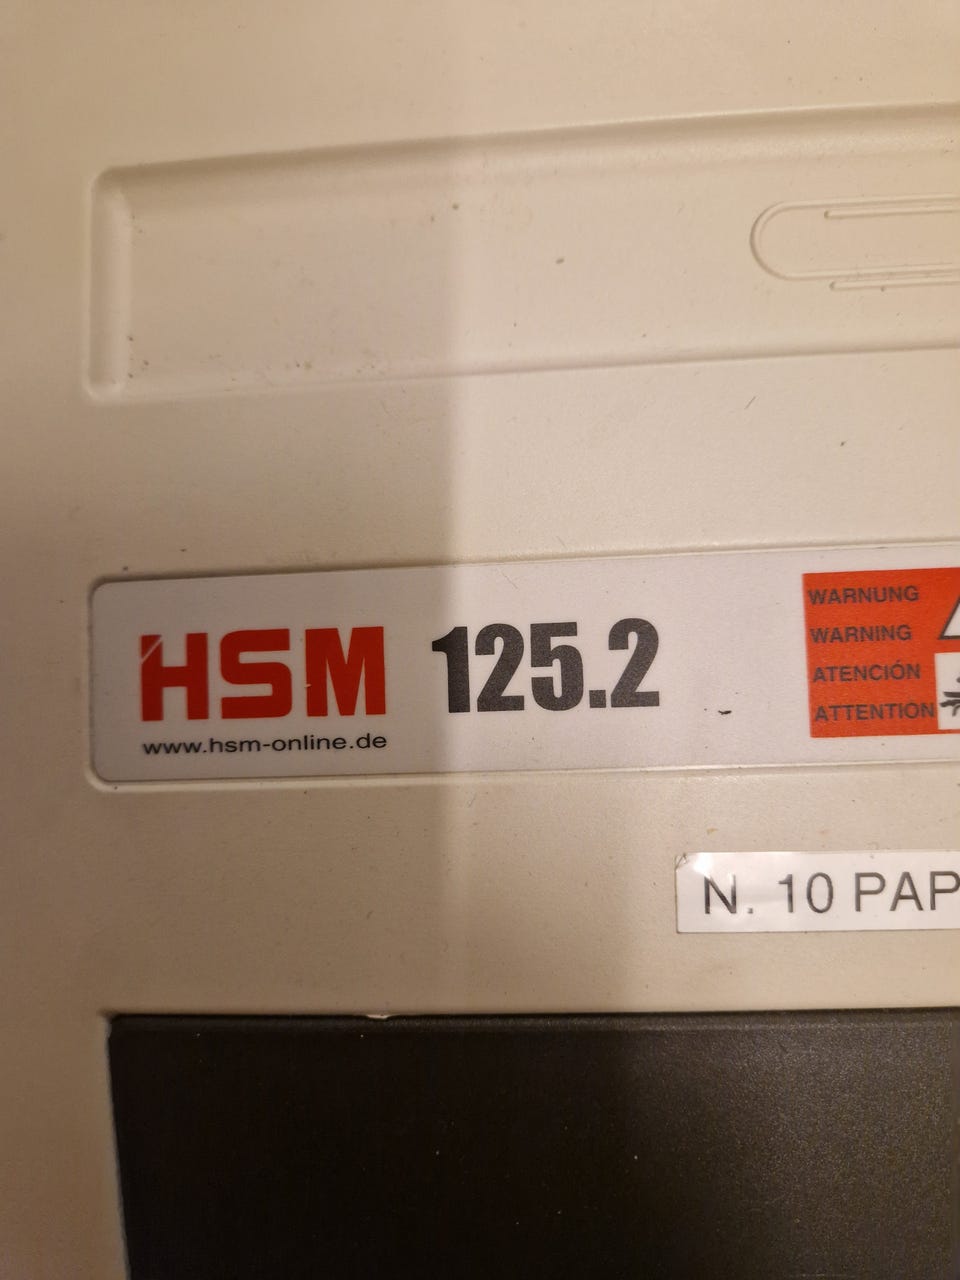 HSM 125.2
www.hsm-online.de
WARNUNG
WARNING
ATENCIÓN
ATTENTION
N. 10 PAP